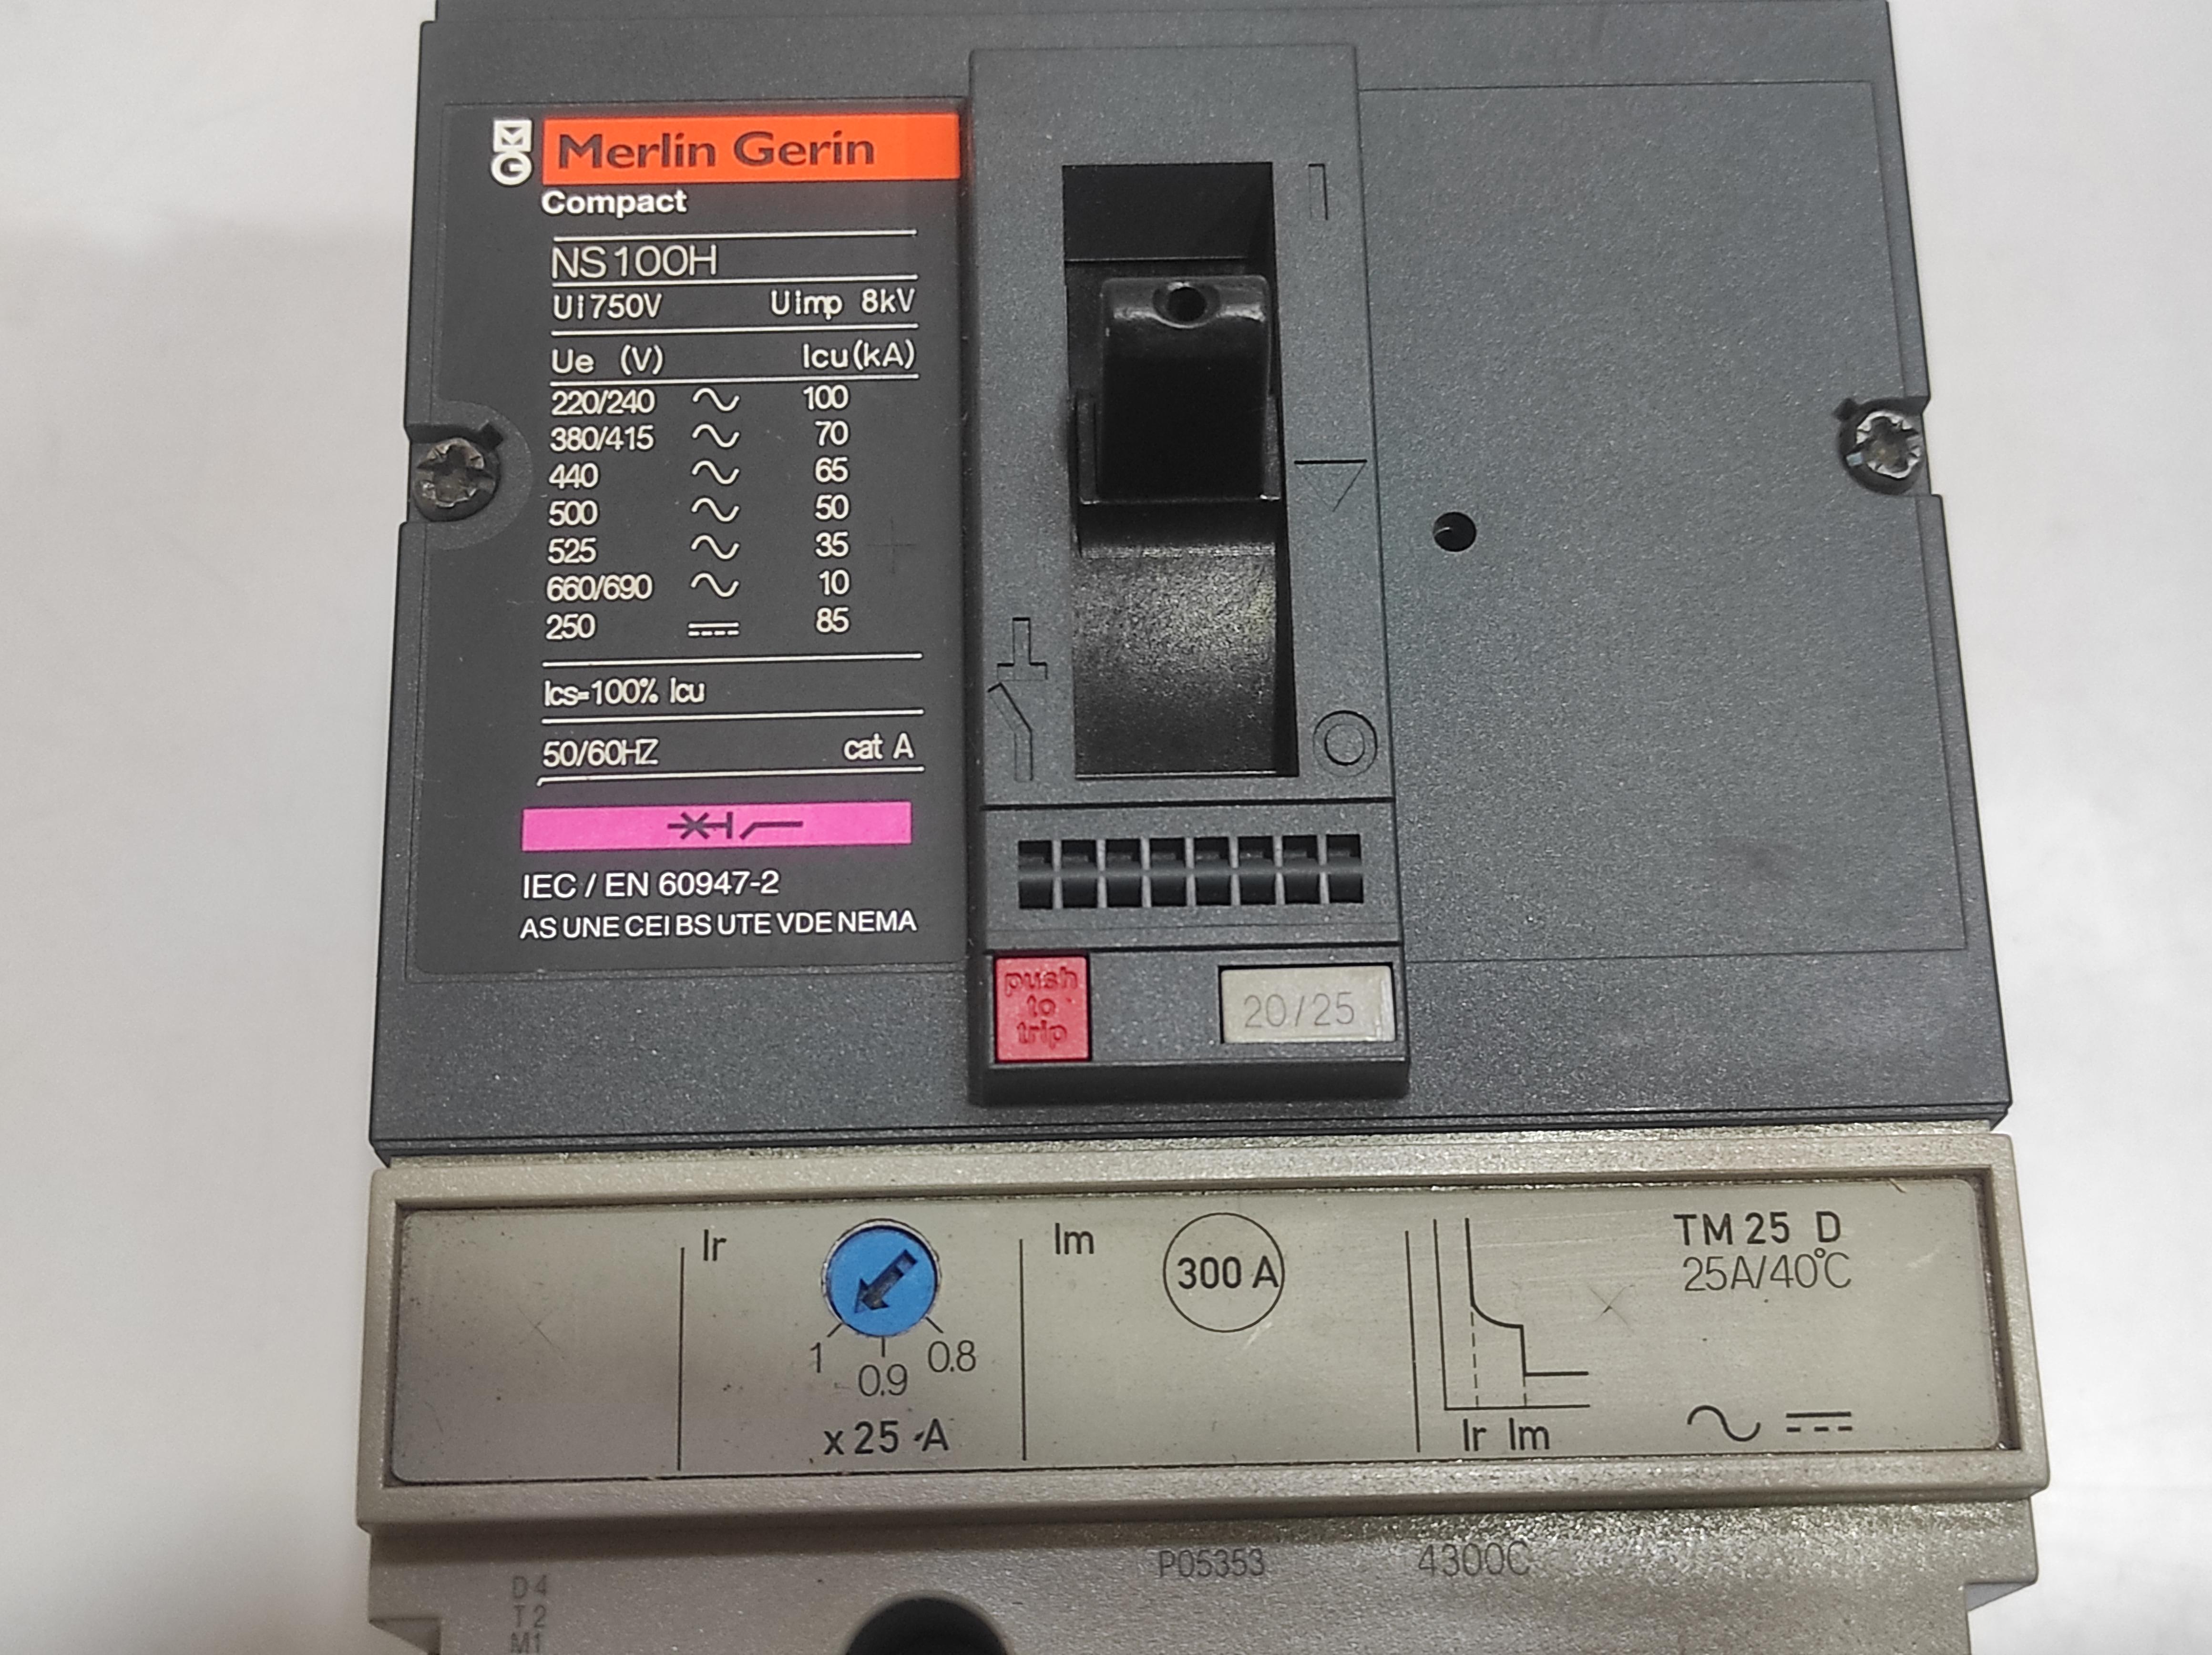 MG Merlin Gerin
Compact
NS100H
Ui750V Uimp 8kV
Ue (V) Icu(kA)
220/240 100
380/415 70
440 65
500 50
525 35
660/690 10
250 85
Ics=100% Icu
50/60HZ cat A
IEC / EN 60947-2
AS UNE CEI BS UTE VDE NEMA
push
to
trip
20/25
Ir
1 0.9 0.8
x 25 A
Im
300 A
Ir Im
TM 25 D
25A/40°C
P05353 4300C
D4
T2
M1